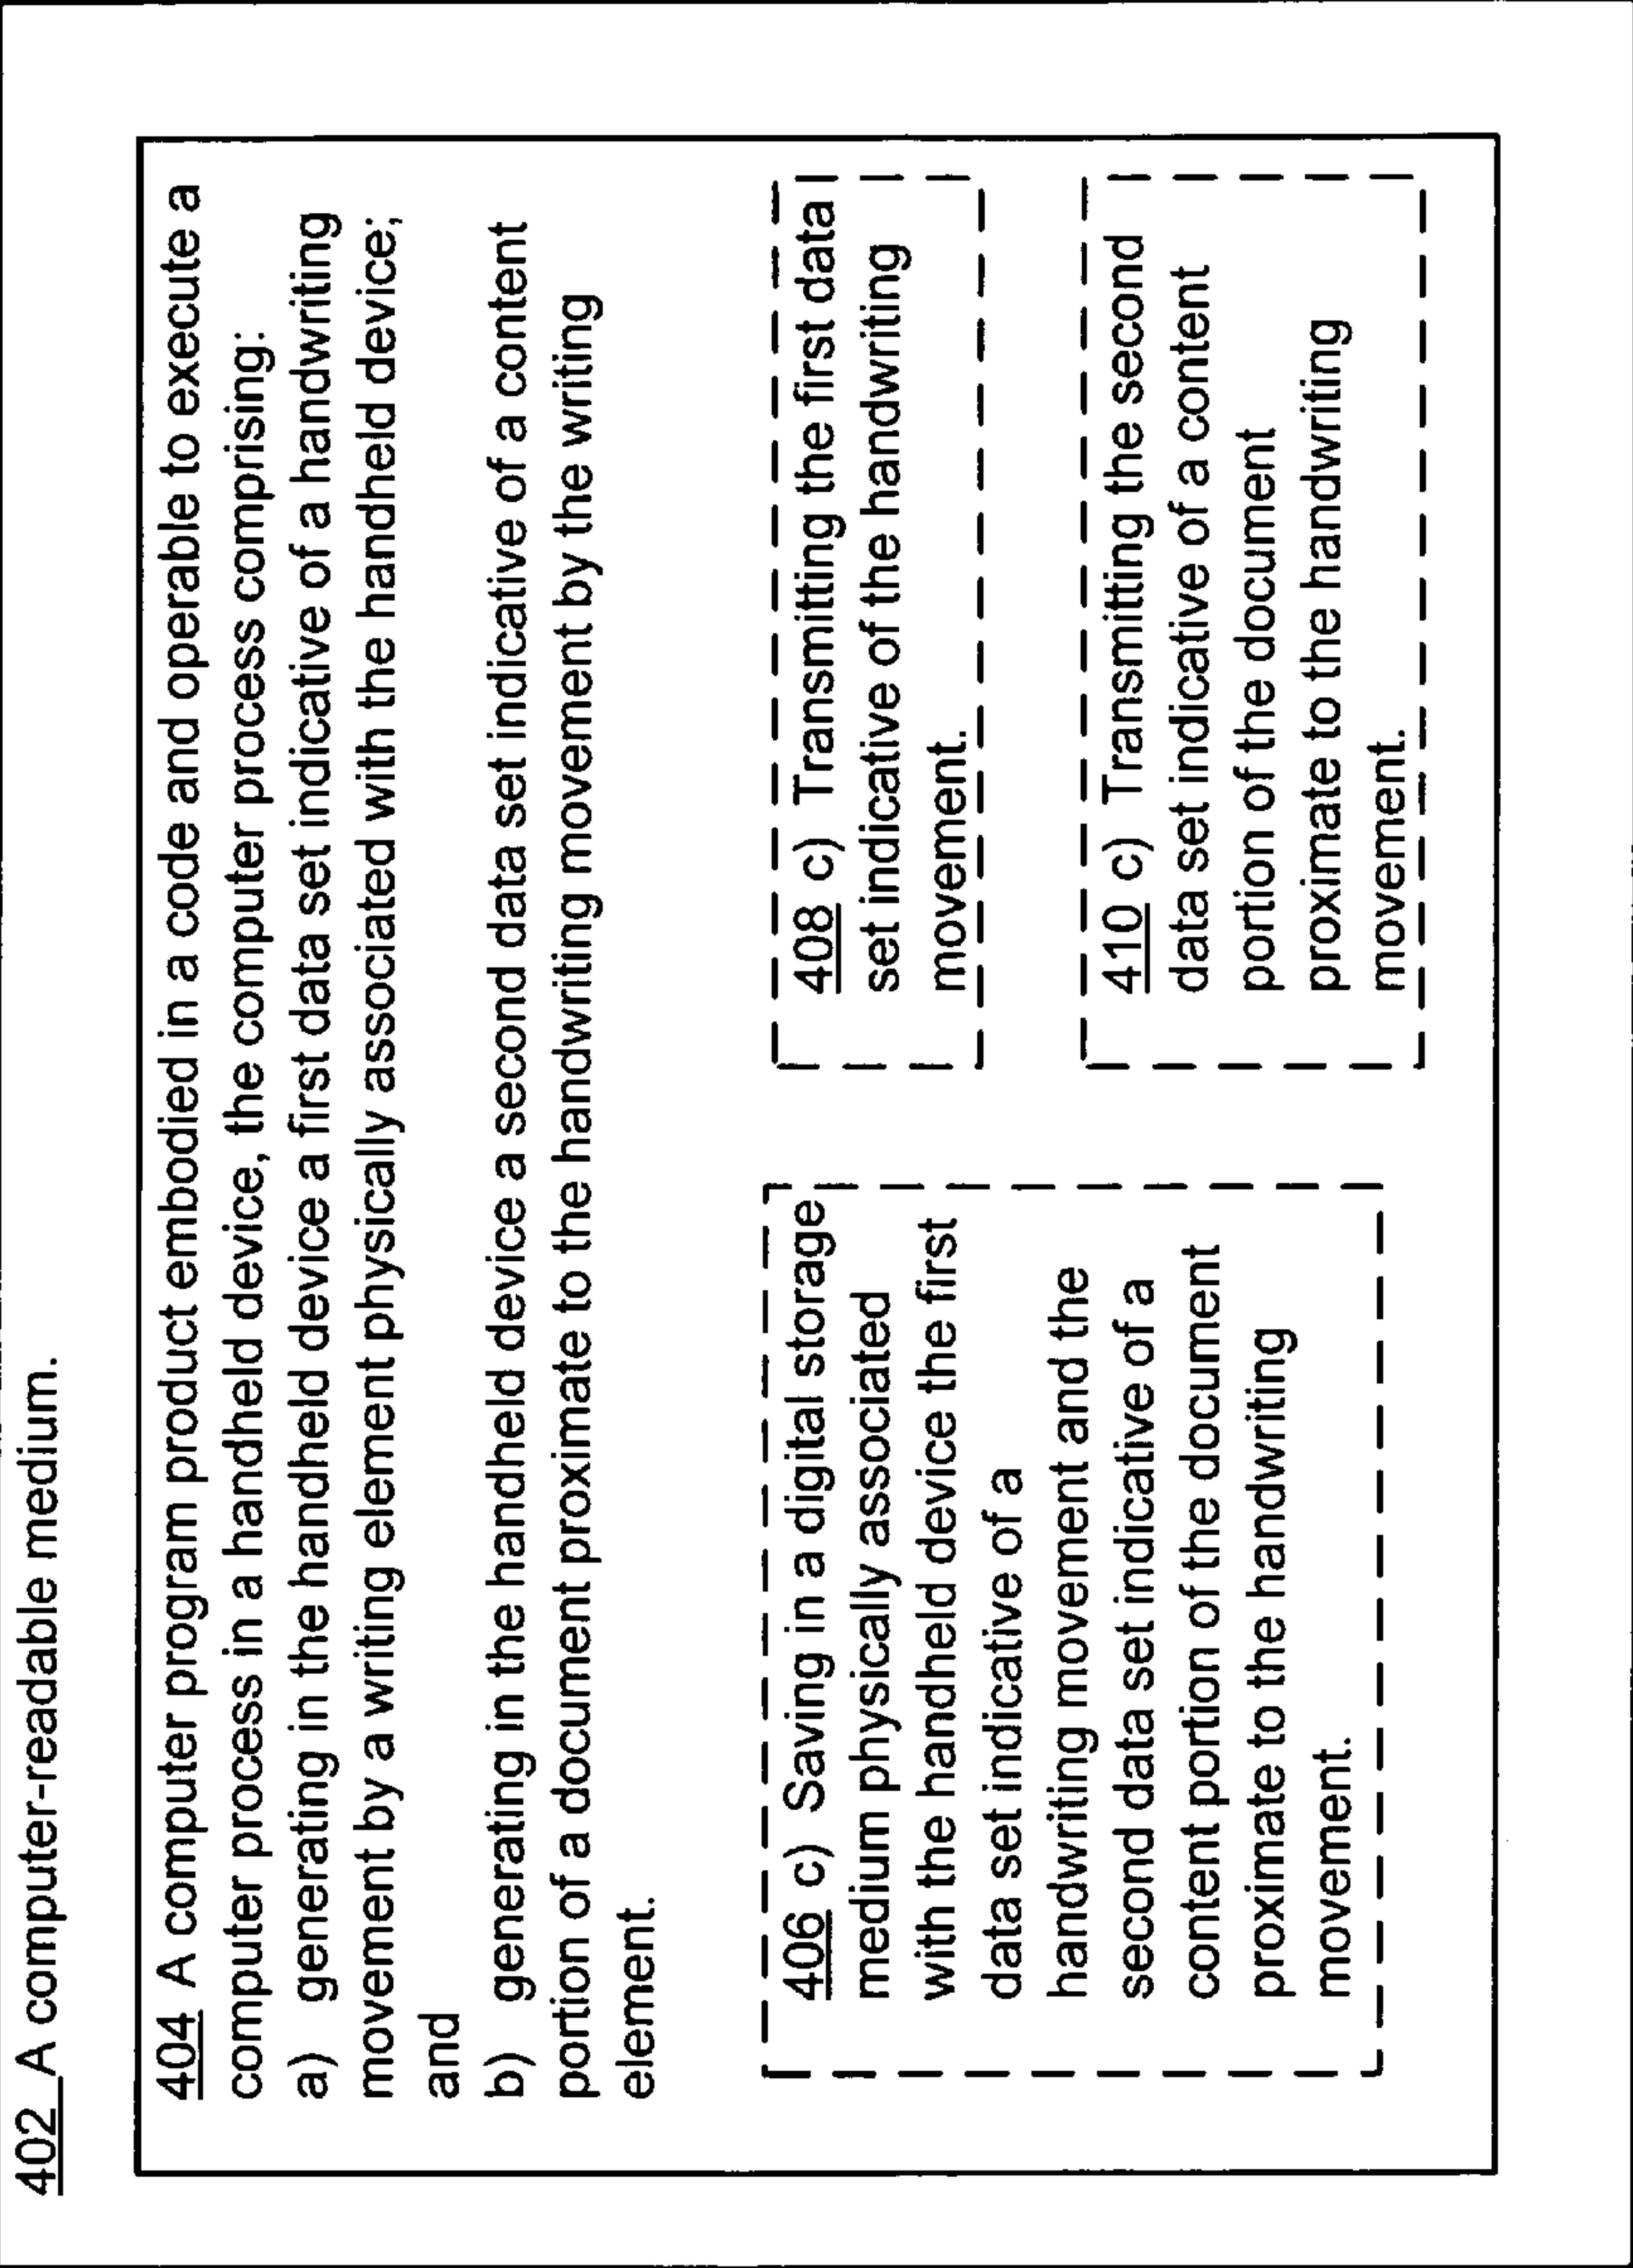 402 A computer-readable medium.
404 A computer program product embodied in a code and operable to execute a
computer process in a handheld device, the computer process comprising:
a) generating in the handheld device a first data set indicative of a handwriting
movement by a writing element physically associated with the handheld device;
and
b) generating in the handheld device a second data set indicative of a content
portion of a document proximate to the handwriting movement by the writing
element.
406 c) Saving in a digital storage
medium physically associated
with the handheld device the first
data set indicative of a
handwriting movement and the
second data set indicative of a
content portion of the document
proximate to the handwriting
movement.
408 c) Transmitting the first data
set indicative of the handwriting
movement.
410 c) Transmitting the second
data set indicative of a content
portion of the document
proximate to the handwriting
movement.